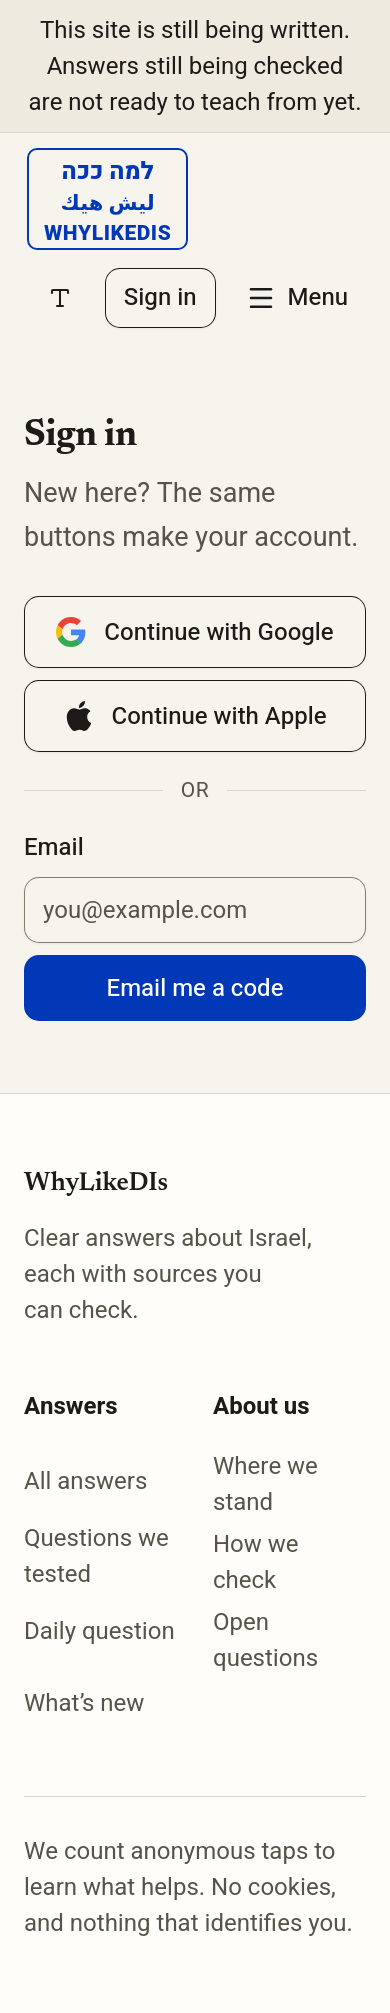 This site is still being written.
Answers still being checked
are not ready to teach from yet.
למה ככה
ليش هيك
WHYLIKEDIS
Sign in
Menu
Sign in
New here? The same
buttons make your account.
Continue with Google
Continue with Apple
OR
Email
you@example.com
Email me a code
WhyLikeDIs
Clear answers about Israel,
each with sources you
can check.
Answers
All answers
Questions we
tested
Daily question
What’s new
About us
Where we
stand
How we
check
Open
questions
We count anonymous taps to
learn what helps. No cookies,
and nothing that identifies you.